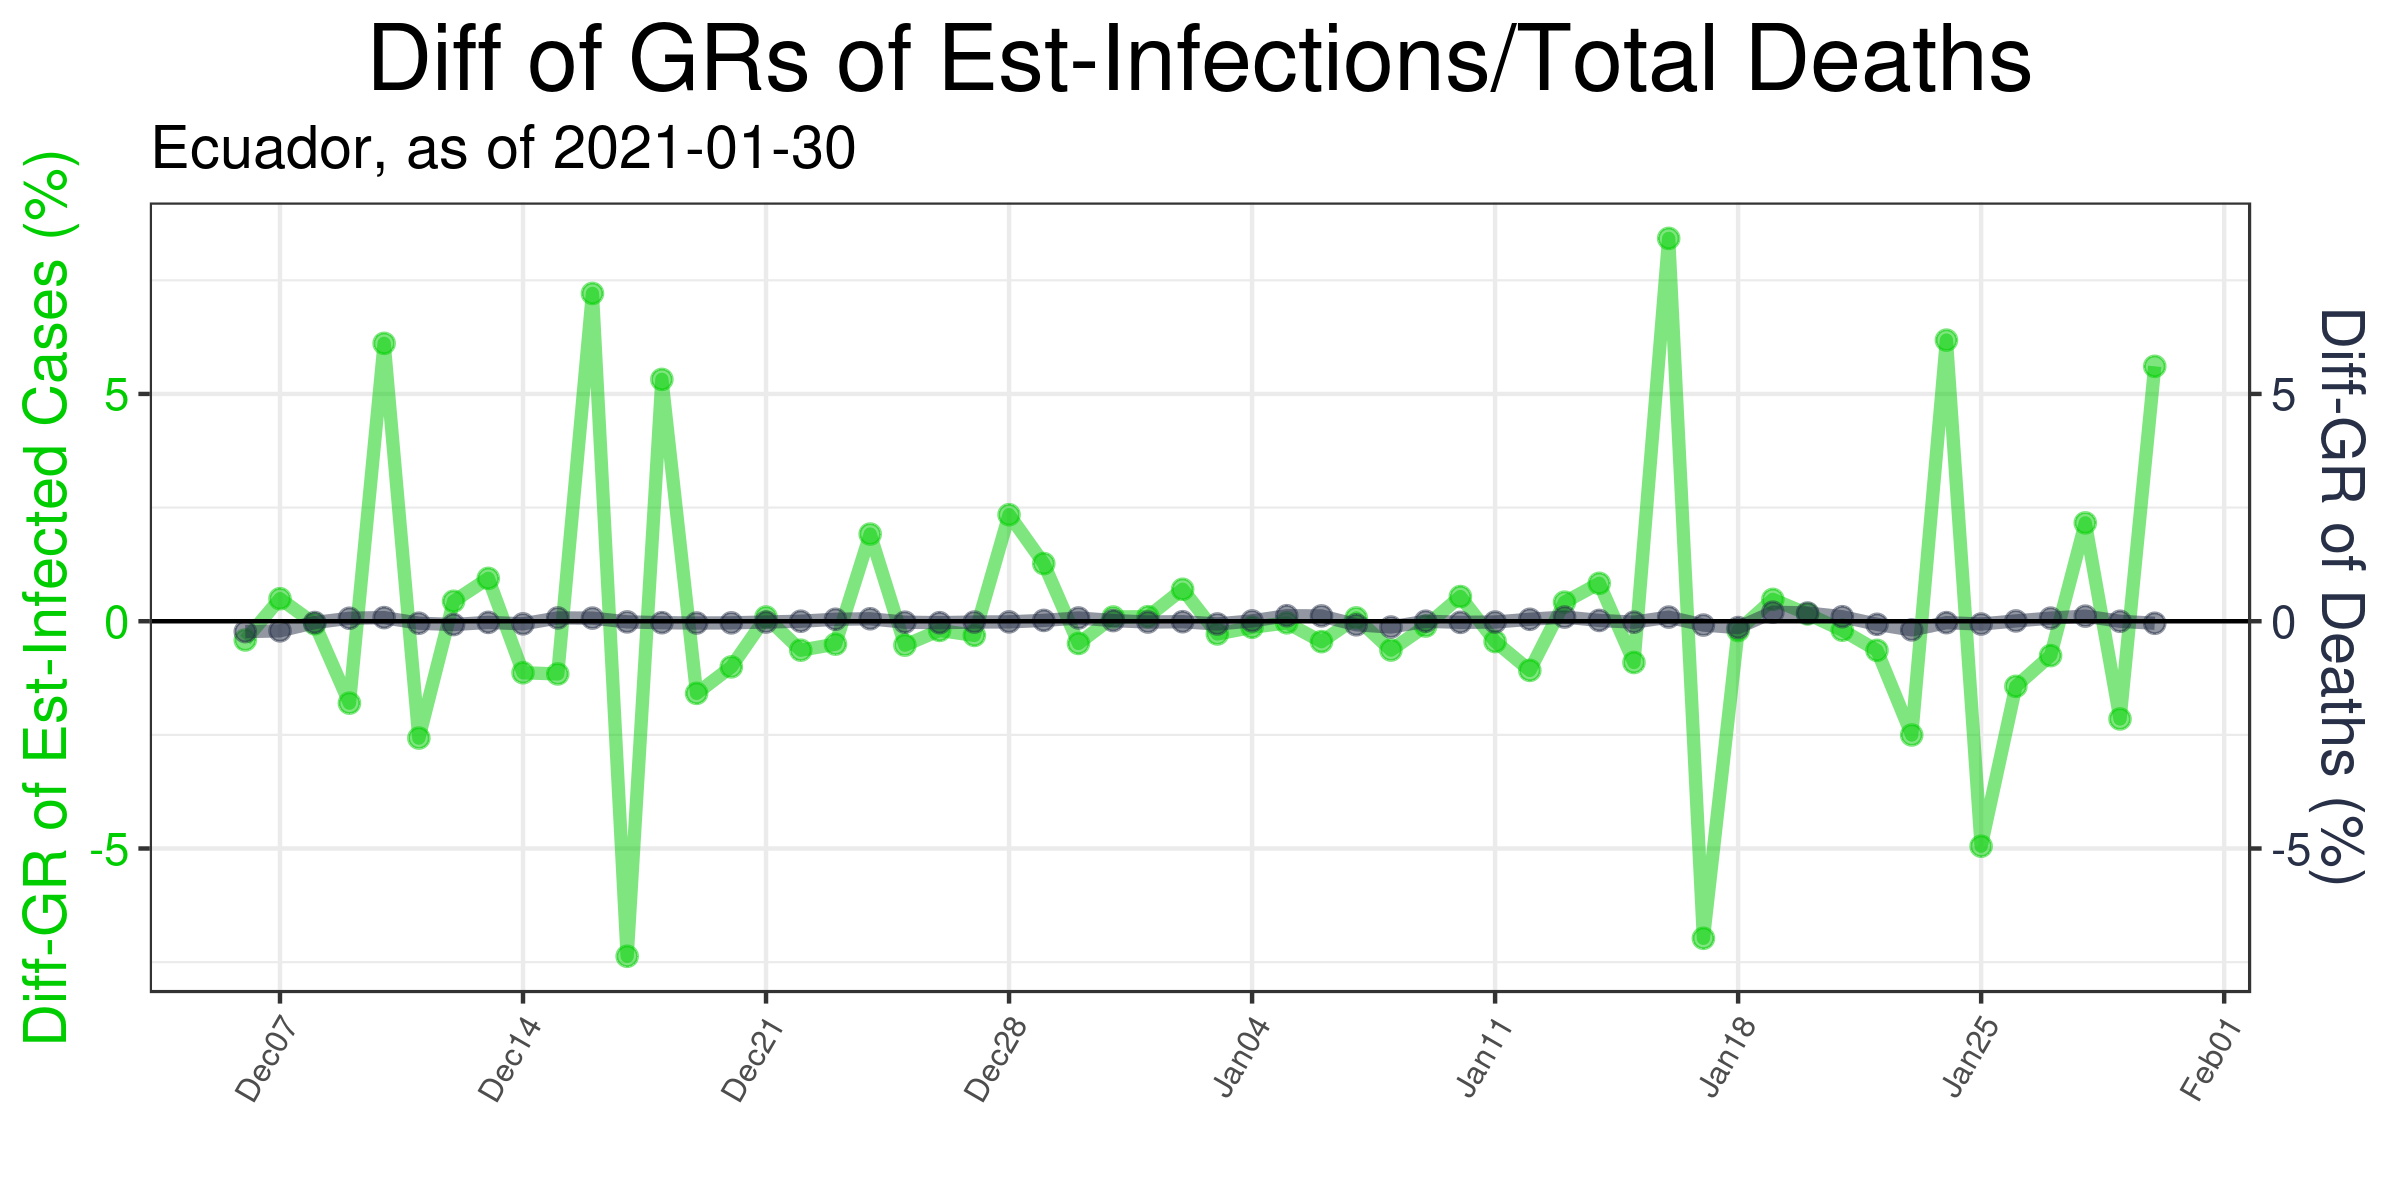 Diff of GRs of Est-Infections/Total Deaths
Ecuador, as of 2021-01-30
Diff-GR of Est-Infected Cases (%)
5
0
-5
5
0
-5
Diff-GR of Deaths (%)
Dec07
Dec14
Dec21
Dec28
Jan04
Jan11
Jan18
Jan25
Feb01